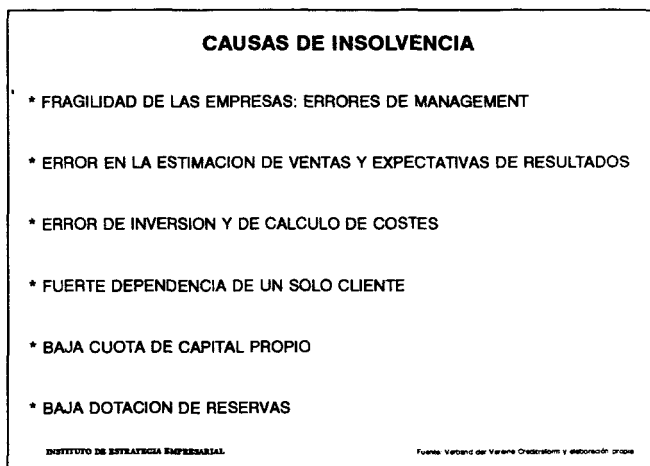 CAUSAS DE INSOLVENCIA
* FRAGILIDAD DE LAS EMPRESAS: ERRORES DE MANAGEMENT
* ERROR EN LA ESTIMACION DE VENTAS Y EXPECTATIVAS DE RESULTADOS
* ERROR DE INVERSION Y DE CALCULO DE COSTES
* FUERTE DEPENDENCIA DE UN SOLO CLIENTE
* BAJA CUOTA DE CAPITAL PROPIO
* BAJA DOTACION DE RESERVAS
INSTITUTO DE ESTRATEGIA EMPRESARIAL Fuente: Verband der Vereine Creditreform y elaboración propia